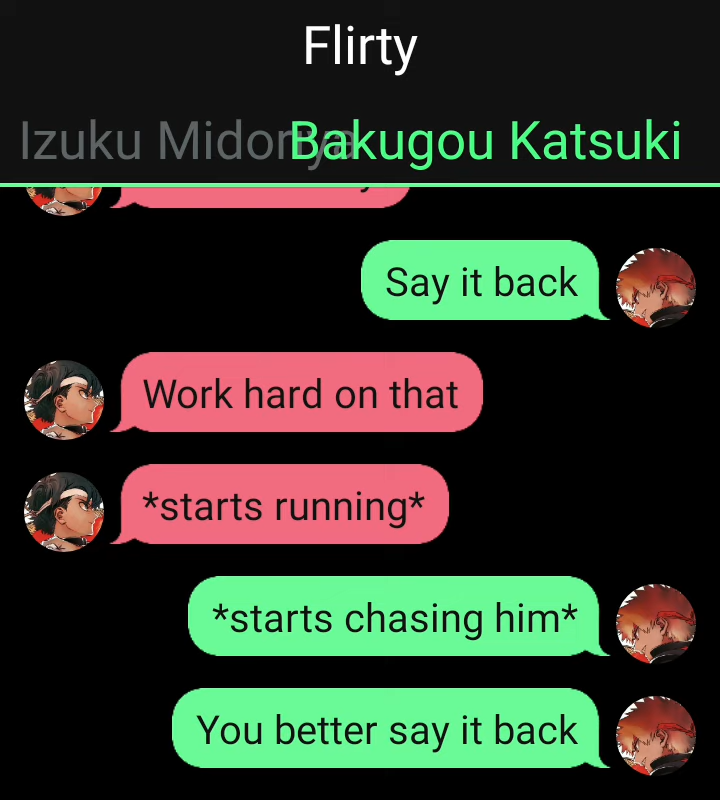 Flirty
Izuku Midoriya Bakugou Katsuki
Say it back
Work hard on that
*starts running*
*starts chasing him*
You better say it back